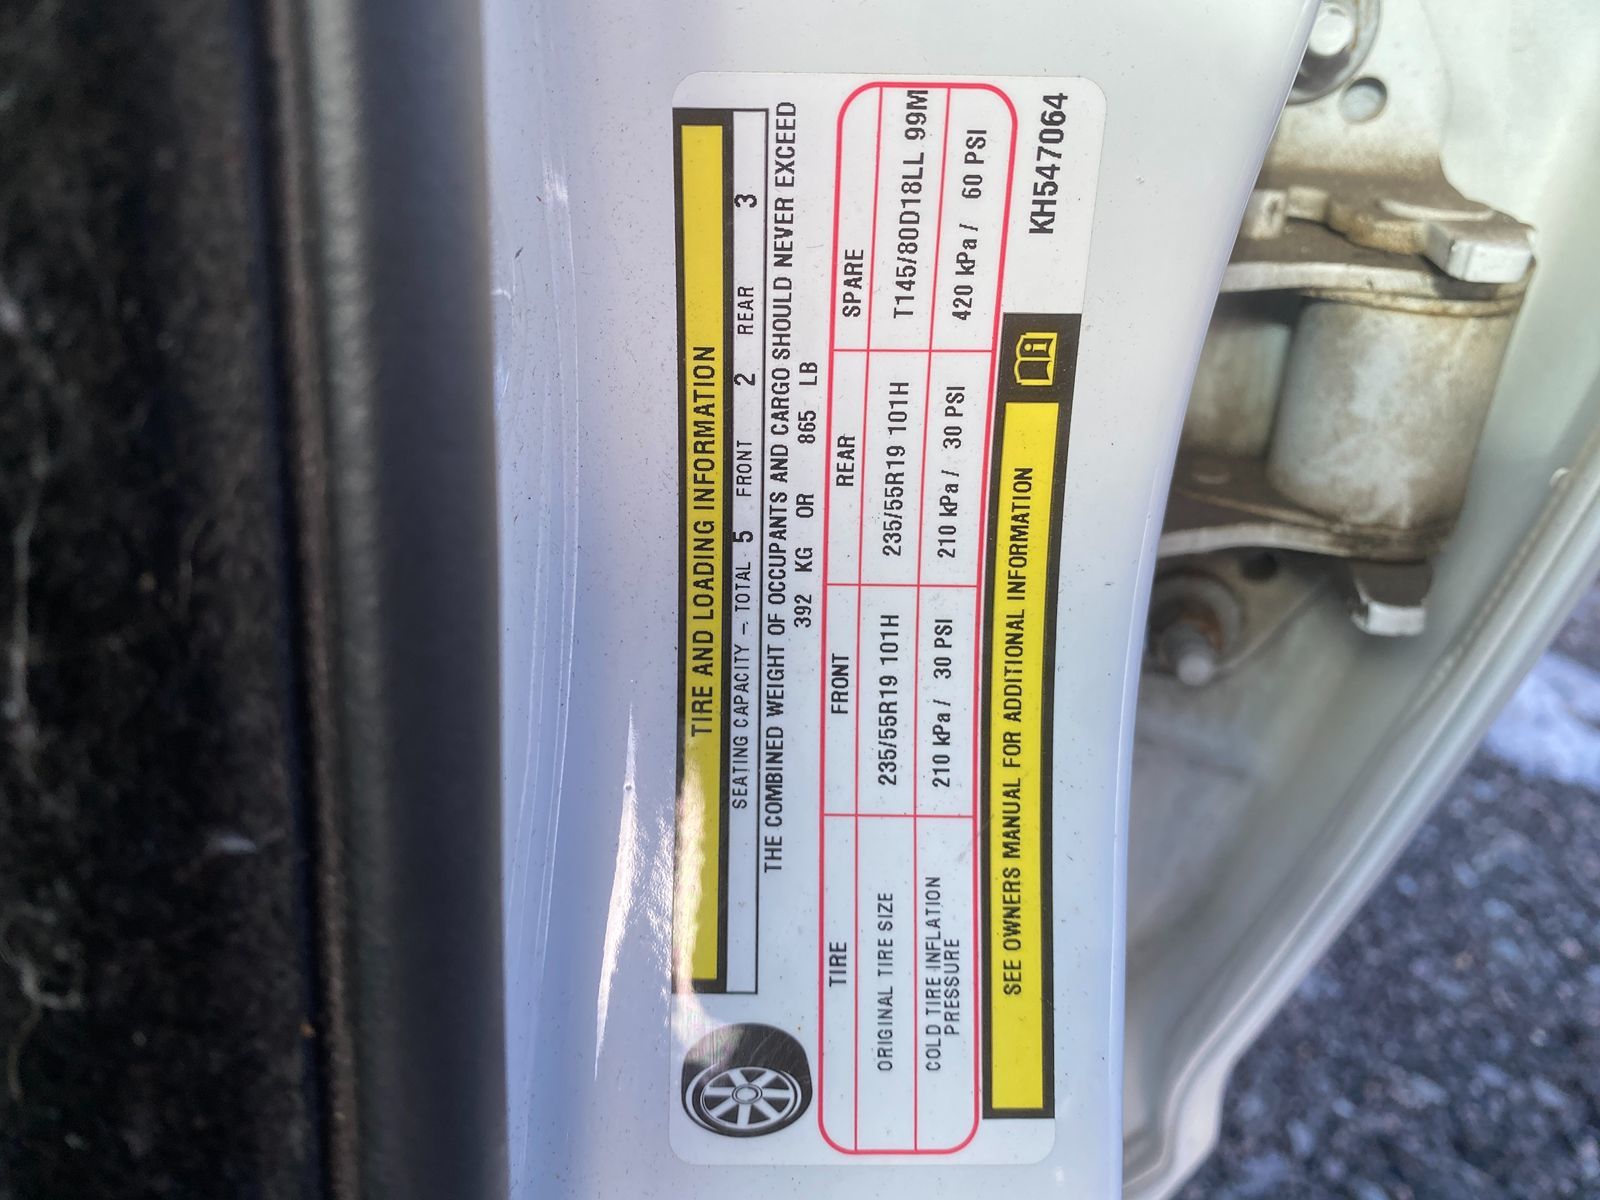 TIRE AND LOADING INFORMATION
SEATING CAPACITY – TOTAL 5 FRONT 2 REAR 3
THE COMBINED WEIGHT OF OCCUPANTS AND CARGO SHOULD NEVER EXCEED
392 KG OR 865 LB
TIRE FRONT REAR SPARE
ORIGINAL TIRE SIZE 235/55R19 101H 235/55R19 101H T145/80D18LL 99M
COLD TIRE INFLATION
PRESSURE 210 kPa / 30 PSI 210 kPa / 30 PSI 420 kPa / 60 PSI
SEE OWNERS MANUAL FOR ADDITIONAL INFORMATION
KH547064